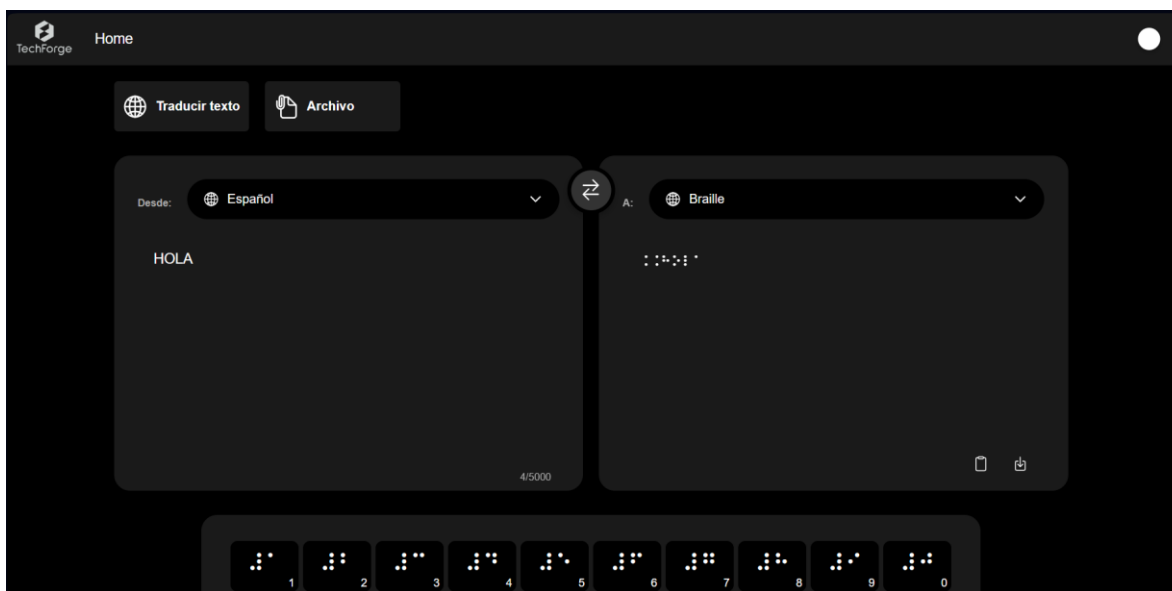 TechForge
Home
Traducir texto
Archivo
Desde:
Español
A:
Braille
HOLA
⠨⠨⠓⠕⠇⠁
4/5000
⠼⠁ 1
⠼⠃ 2
⠼⠉ 3
⠼⠙ 4
⠼⠑ 5
⠼⠋ 6
⠼⠛ 7
⠼⠓ 8
⠼⠊ 9
⠼⠚ 0